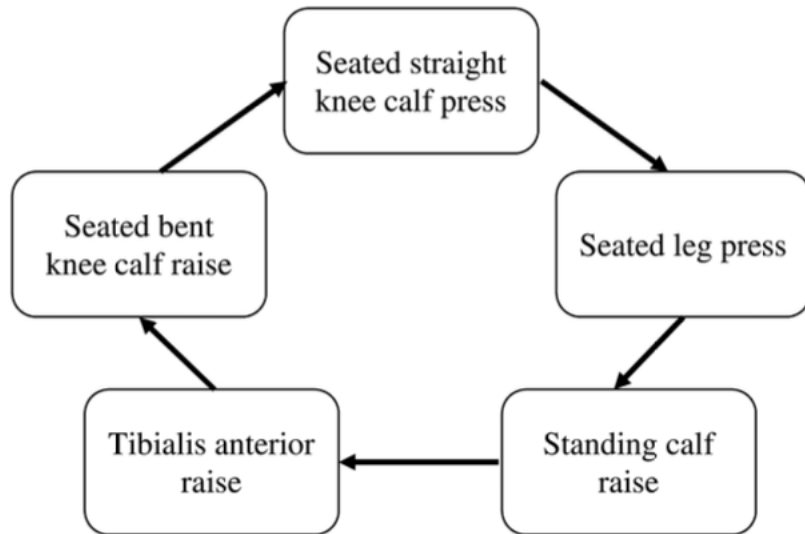 Seated straight
knee calf press
Seated leg press
Standing calf
raise
Tibialis anterior
raise
Seated bent
knee calf raise